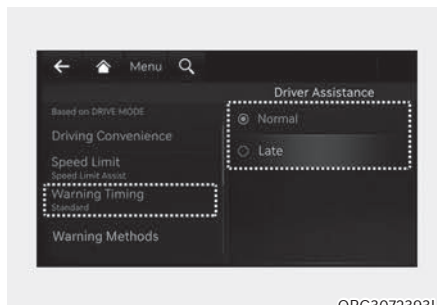 Menu
Driver Assistance
Based on DRIVE MODE
Driving Convenience
Speed Limit
Speed Limit Assist
Warning Timing
Standard
Warning Methods
Normal
Late